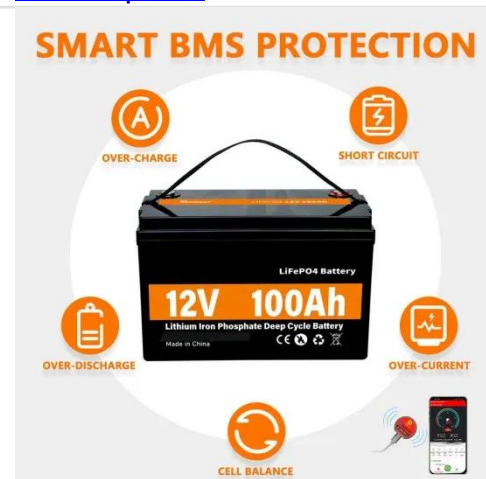 SMART BMS PROTECTION
A
OVER-CHARGE
SHORT CIRCUIT
LiFePO4 Battery
12V 100Ah
Lithium Iron Phosphate Deep Cycle Battery
Made in China
CE
OVER-DISCHARGE
OVER-CURRENT
CELL BALANCE